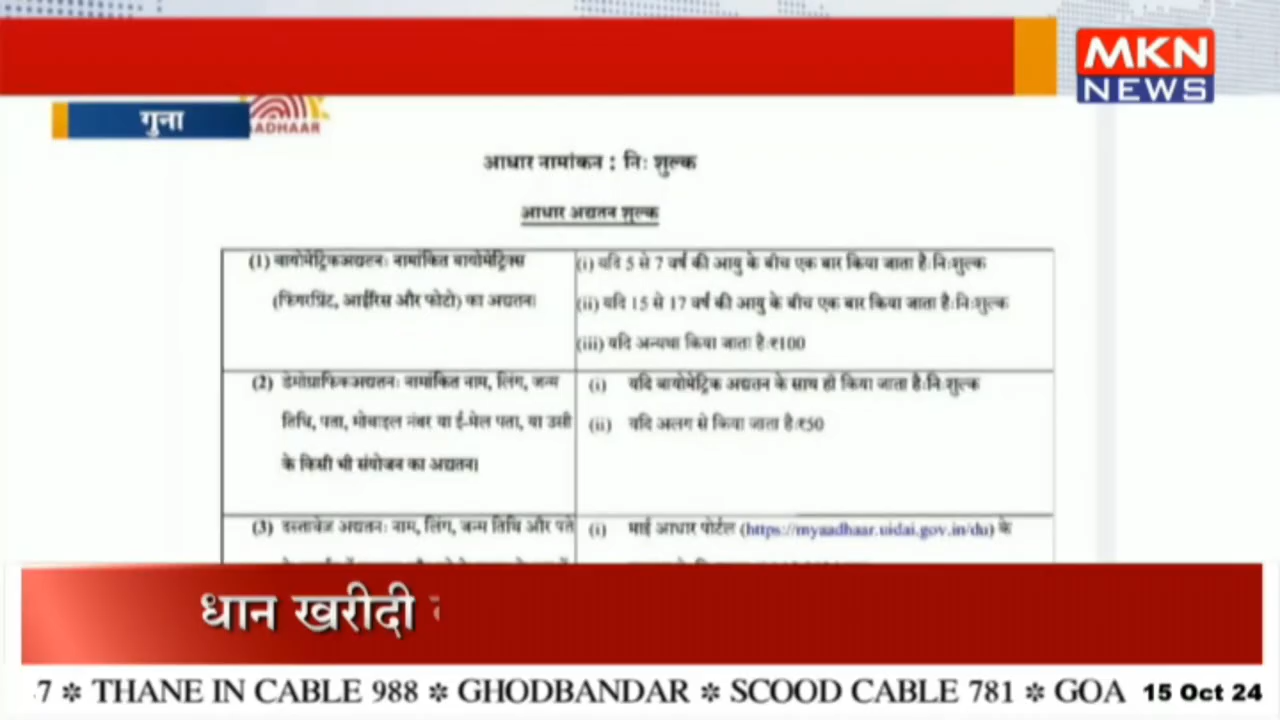 MKN
NEWS
गुना
AADHAAR
आधार नामांकन : निः शुल्क
आधार अद्यतन शुल्क
(1) बायोमेट्रिकअद्यतनः नामांकित बायोमेट्रिक्स
(फिंगरप्रिंट, आईरिस और फोटो) का अद्यतन।
(i) यदि 5 से 7 वर्ष की आयु के बीच एक बार किया जाता है:निःशुल्क
(ii) यदि 15 से 17 वर्ष की आयु के बीच एक बार किया जाता है:निःशुल्क
(iii) यदि अन्यथा किया जाता है:₹100
(2) डेमोग्राफिकअद्यतनः नामांकित नाम, लिंग, जन्म
तिथि, पता, मोबाइल नंबर या ई-मेल पता, या उसी
के किसी भी संयोजन का अद्यतन।
(i) यदि बायोमेट्रिक अद्यतन के साथ ही किया जाता है:निःशुल्क
(ii) यदि अलग से किया जाता है:₹50
(3) दस्तावेज अद्यतनः नाम, लिंग, जन्म तिथि और पते
(i) माई आधार पोर्टल (https://myaadhaar.uidai.gov.in/du) के
धान खरीदी
7 ✲ THANE IN CABLE 988 ✲ GHODBANDAR ✲ SCOOD CABLE 781 ✲ GOA
15 Oct 24